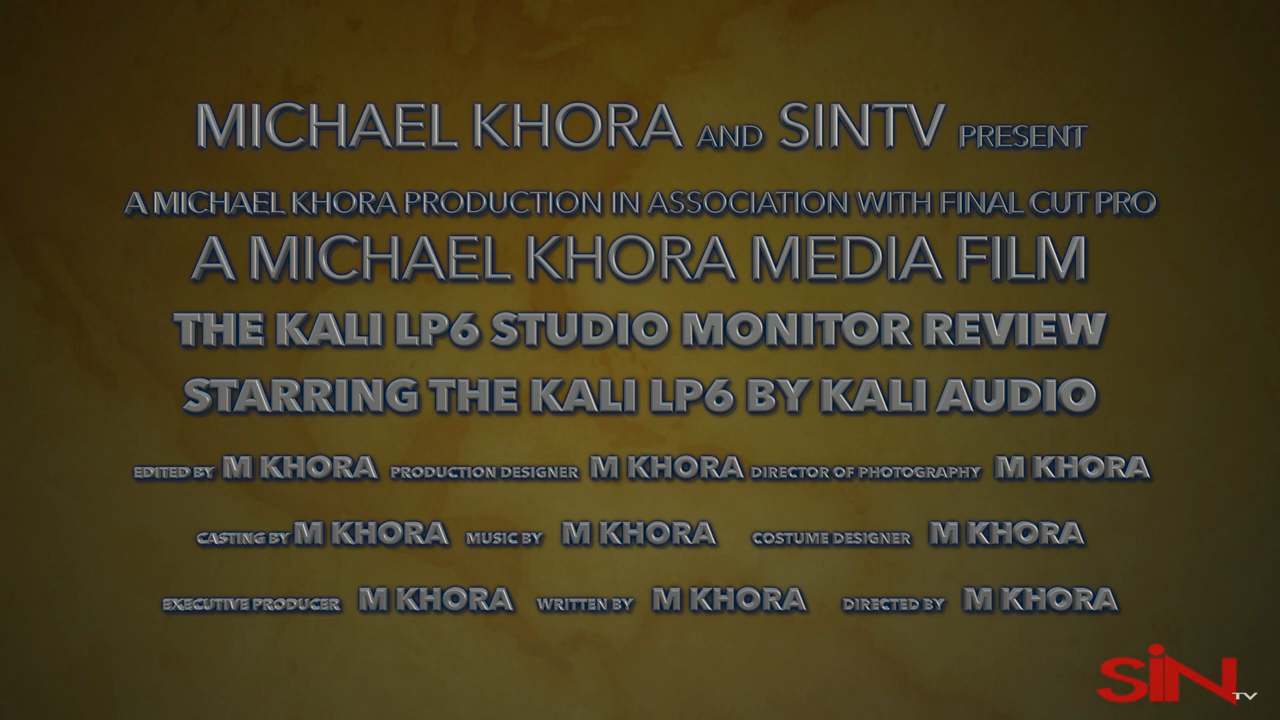 MICHAEL KHORA AND SINTV PRESENT
A MICHAEL KHORA PRODUCTION IN ASSOCIATION WITH FINAL CUT PRO
A MICHAEL KHORA MEDIA FILM
THE KALI LP6 STUDIO MONITOR REVIEW
STARRING THE KALI LP6 BY KALI AUDIO
EDITED BY M KHORA PRODUCTION DESIGNER M KHORA DIRECTOR OF PHOTOGRAPHY M KHORA
CASTING BY M KHORA MUSIC BY M KHORA COSTUME DESIGNER M KHORA
EXECUTIVE PRODUCER M KHORA WRITTEN BY M KHORA DIRECTED BY M KHORA
SiN TV